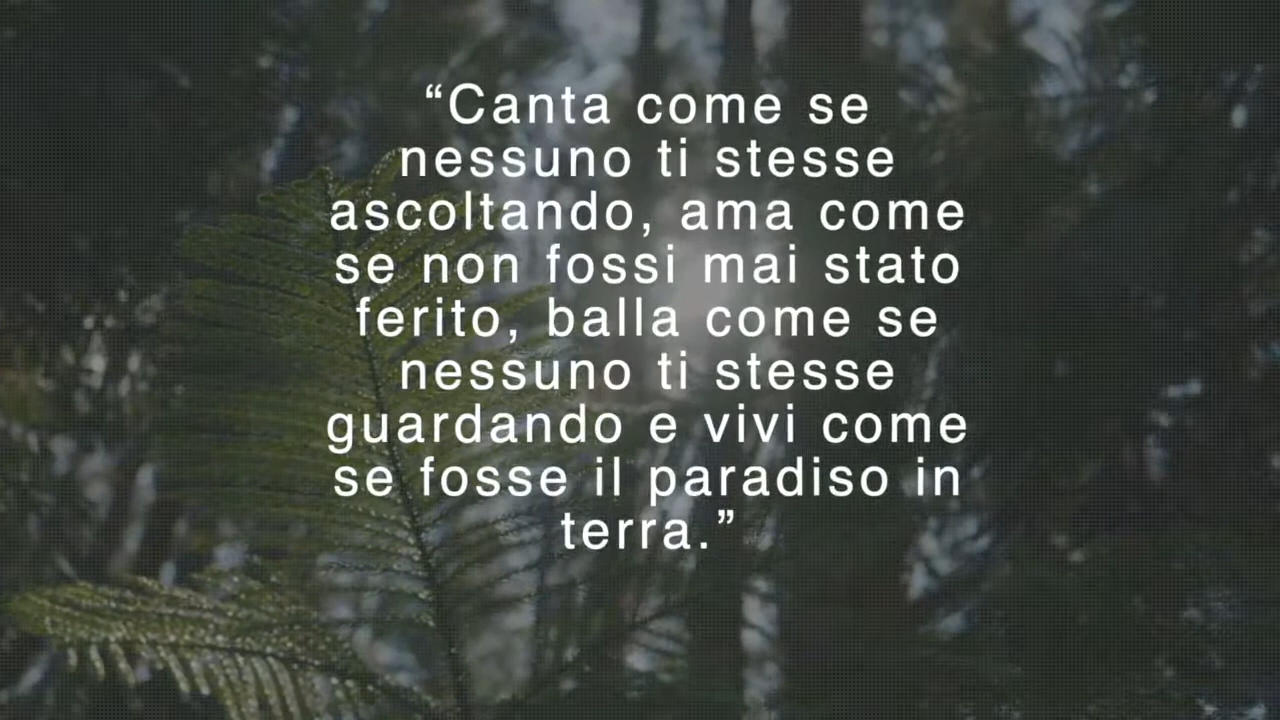 “Canta come se
nessuno ti stesse
ascoltando, ama come
se non fossi mai stato
ferito, balla come se
nessuno ti stesse
guardando e vivi come
se fosse il paradiso in
terra.”